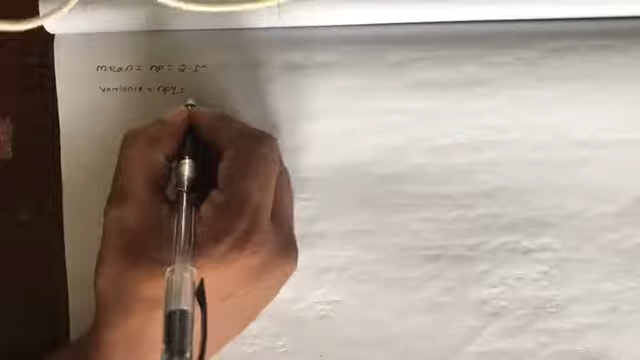 mean = np = 2.5
variance = npq =